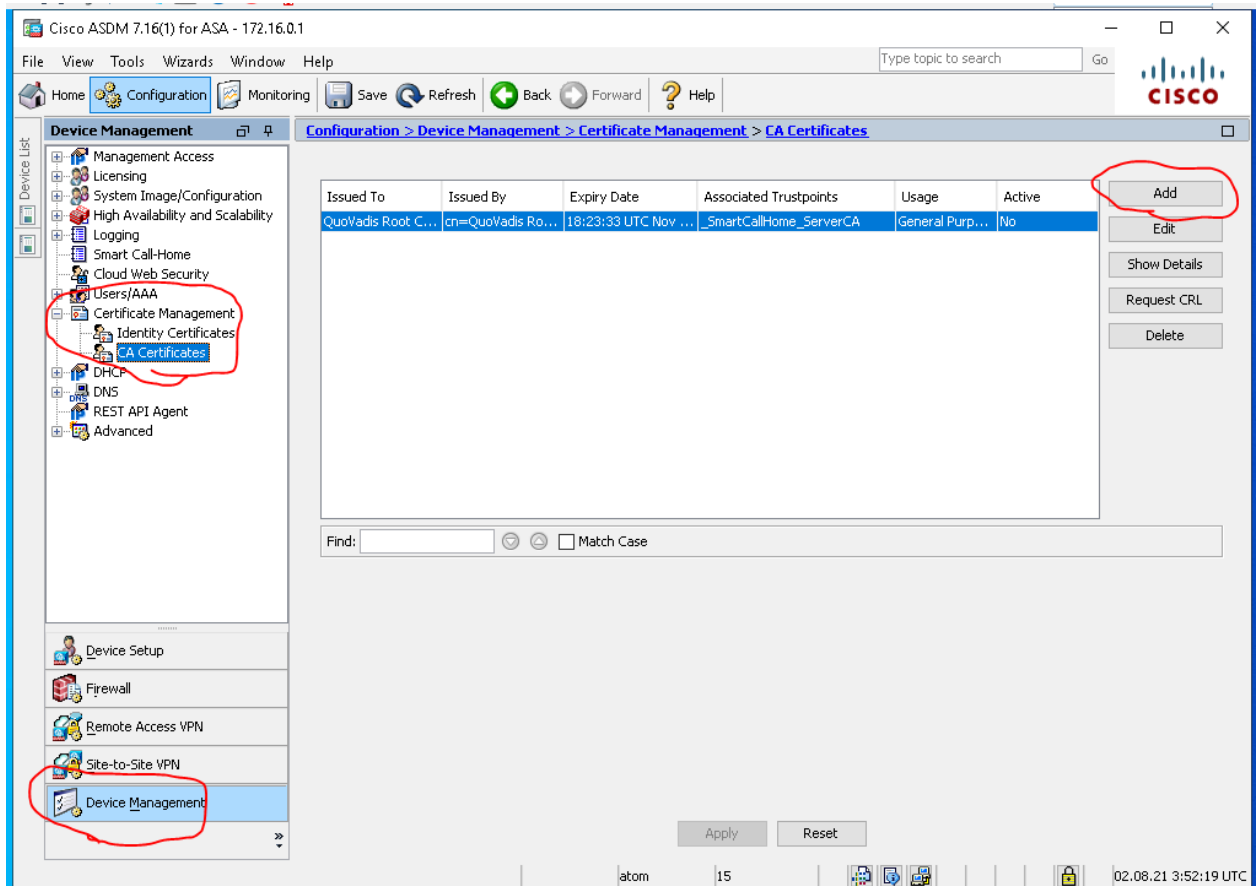 Cisco ASDM 7.16(1) for ASA - 172.16.0.1
File View Tools Wizards Window Help
Type topic to search Go
Home Configuration Monitoring Save Refresh Back Forward Help
CISCO
Device List
Device Management
Management Access
Licensing
System Image/Configuration
High Availability and Scalability
Logging
Smart Call-Home
Cloud Web Security
Users/AAA
Certificate Management
Identity Certificates
CA Certificates
DHCP
DNS
REST API Agent
Advanced
Device Setup
Firewall
Remote Access VPN
Site-to-Site VPN
Device Management
Configuration > Device Management > Certificate Management > CA Certificates
Issued To Issued By Expiry Date Associated Trustpoints Usage Active
QuoVadis Root C... cn=QuoVadis Ro... 18:23:33 UTC Nov ... _SmartCallHome_ServerCA General Purp... No
Add
Edit
Show Details
Request CRL
Delete
Find: Match Case
Apply Reset
atom 15 02.08.21 3:52:19 UTC